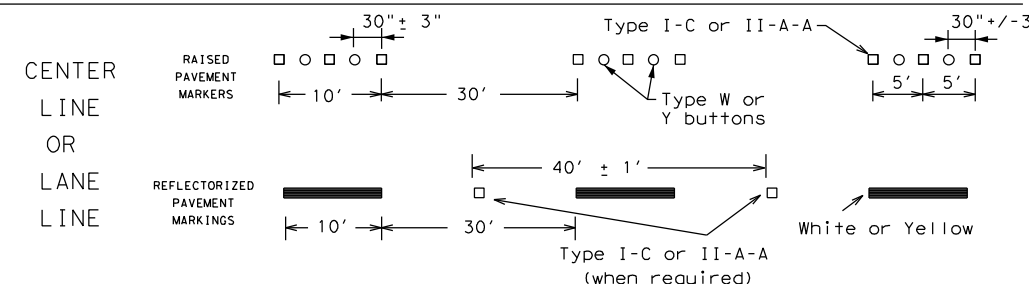 30"± 3"
Type I-C or II-A-A
30"+/-3
CENTER
LINE
OR
LANE
LINE
RAISED
PAVEMENT
MARKERS
10'
30'
Type W or
Y buttons
5'
5'
40' ± 1'
REFLECTORIZED
PAVEMENT
MARKINGS
10'
30'
Type I-C or II-A-A
(when required)
White or Yellow